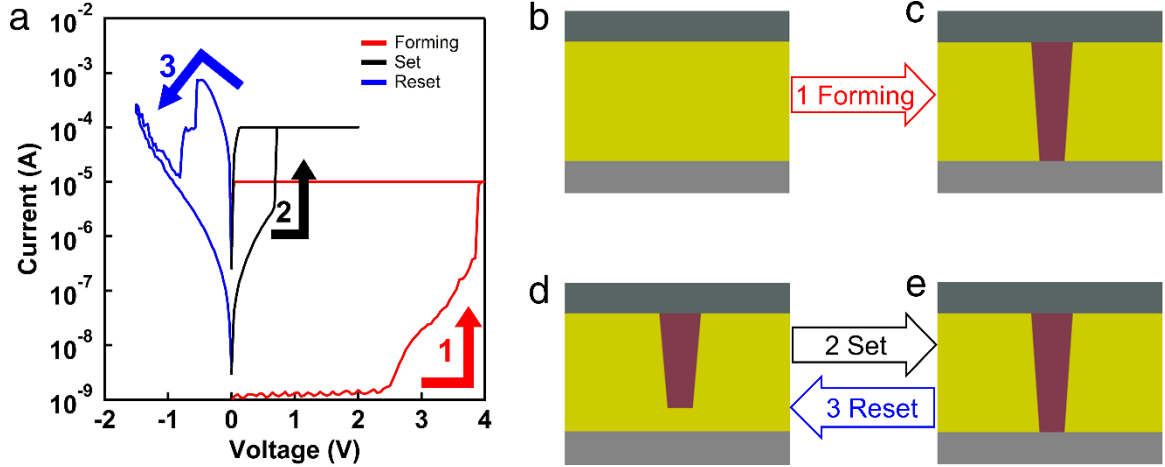 a
10⁻²
10⁻³
10⁻⁴
10⁻⁵
10⁻⁶
10⁻⁷
10⁻⁸
10⁻⁹
Current (A)
-2
-1
0
1
2
3
4
Voltage (V)
Forming
Set
Reset
3
2
1
b
1 Forming
c
d
2 Set
3 Reset
e